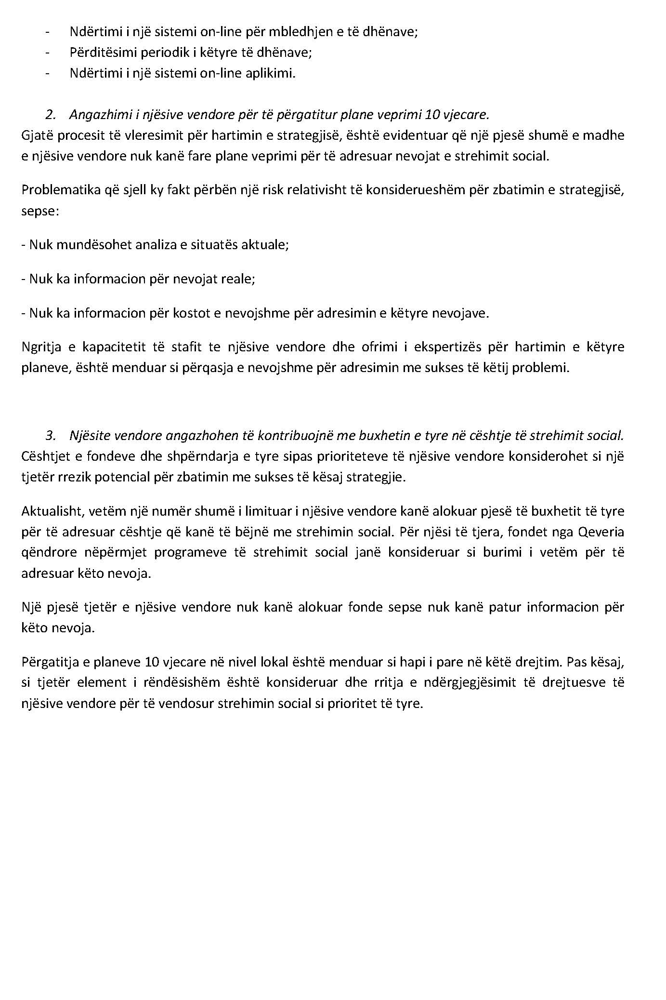 - Ndërtimi i një sistemi on-line për mbledhjen e të dhënave;
- Përditësimi periodik i këtyre të dhënave;
- Ndërtimi i një sistemi on-line aplikimi.
2. Angazhimi i njësive vendore për të përgatitur plane veprimi 10 vjecare.
Gjatë procesit të vleresimit për hartimin e strategjisë, është evidentuar që një pjesë shumë e madhe
e njësive vendore nuk kanë fare plane veprimi për të adresuar nevojat e strehimit social.
Problematika që sjell ky fakt përbën një risk relativisht të konsiderueshëm për zbatimin e strategjisë,
sepse:
- Nuk mundësohet analiza e situatës aktuale;
- Nuk ka informacion për nevojat reale;
- Nuk ka informacion për kostot e nevojshme për adresimin e këtyre nevojave.
Ngritja e kapacitetit të stafit te njësive vendore dhe ofrimi i ekspertizës për hartimin e këtyre
planeve, është menduar si përqasja e nevojshme për adresimin me sukses të këtij problemi.
3. Njësite vendore angazhohen të kontribuojnë me buxhetin e tyre në cështje të strehimit social.
Cështjet e fondeve dhe shpërndarja e tyre sipas prioriteteve të njësive vendore konsiderohet si një
tjetër rrezik potencial për zbatimin me sukses të kësaj strategjie.
Aktualisht, vetëm një numër shumë i limituar i njësive vendore kanë alokuar pjesë të buxhetit të tyre
për të adresuar cështje që kanë të bëjnë me strehimin social. Për njësi të tjera, fondet nga Qeveria
qëndrore nëpërmjet programeve të strehimit social janë konsideruar si burimi i vetëm për të
adresuar këto nevoja.
Një pjesë tjetër e njësive vendore nuk kanë alokuar fonde sepse nuk kanë patur informacion për
këto nevoja.
Përgatitja e planeve 10 vjecare në nivel lokal është menduar si hapi i pare në këtë drejtim. Pas kësaj,
si tjetër element i rëndësishëm është konsideruar dhe rritja e ndërgjegjësimit të drejtuesve të
njësive vendore për të vendosur strehimin social si prioritet të tyre.